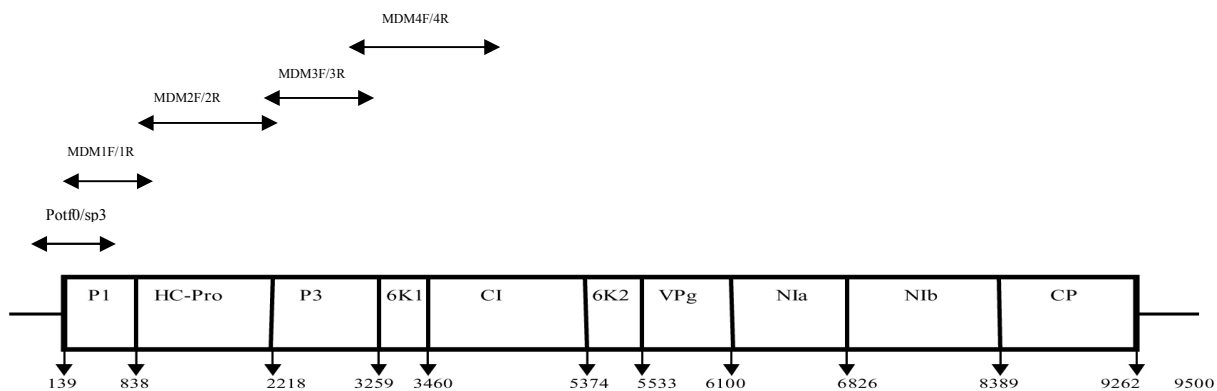 MDM4F/4R
MDM3F/3R
MDM2F/2R
MDM1F/1R
Potf0/sp3
P1 HC-Pro P3 6K1 CI 6K2 VPg NIa NIb CP
139 838 2218 3259 3460 5374 5533 6100 6826 8389 9262 9500